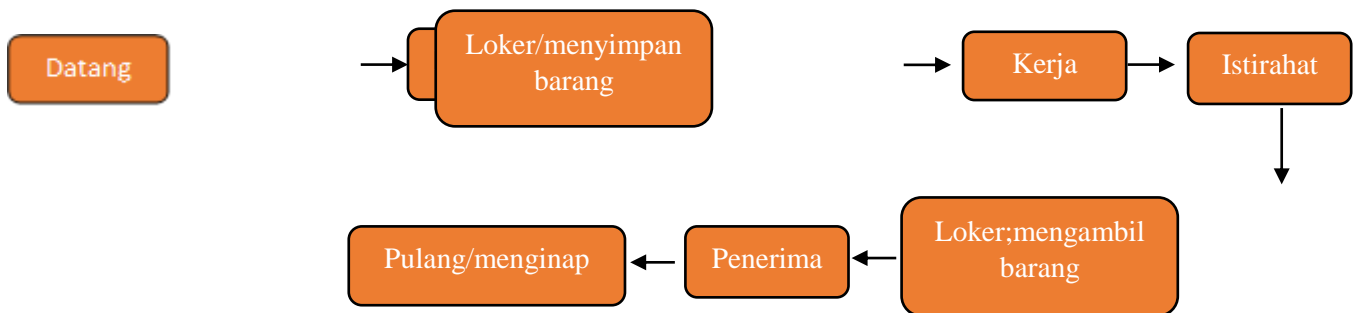 Datang
Loker/menyimpan
barang
Kerja
Istirahat
Loker;mengambil
barang
Penerima
Pulang/menginap